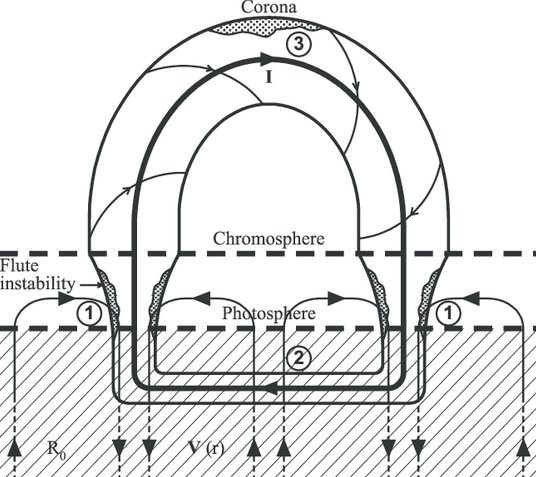 Corona
3
I
Chromosphere
Flute
instability
1
Photosphere
1
2
R₀
V (r)